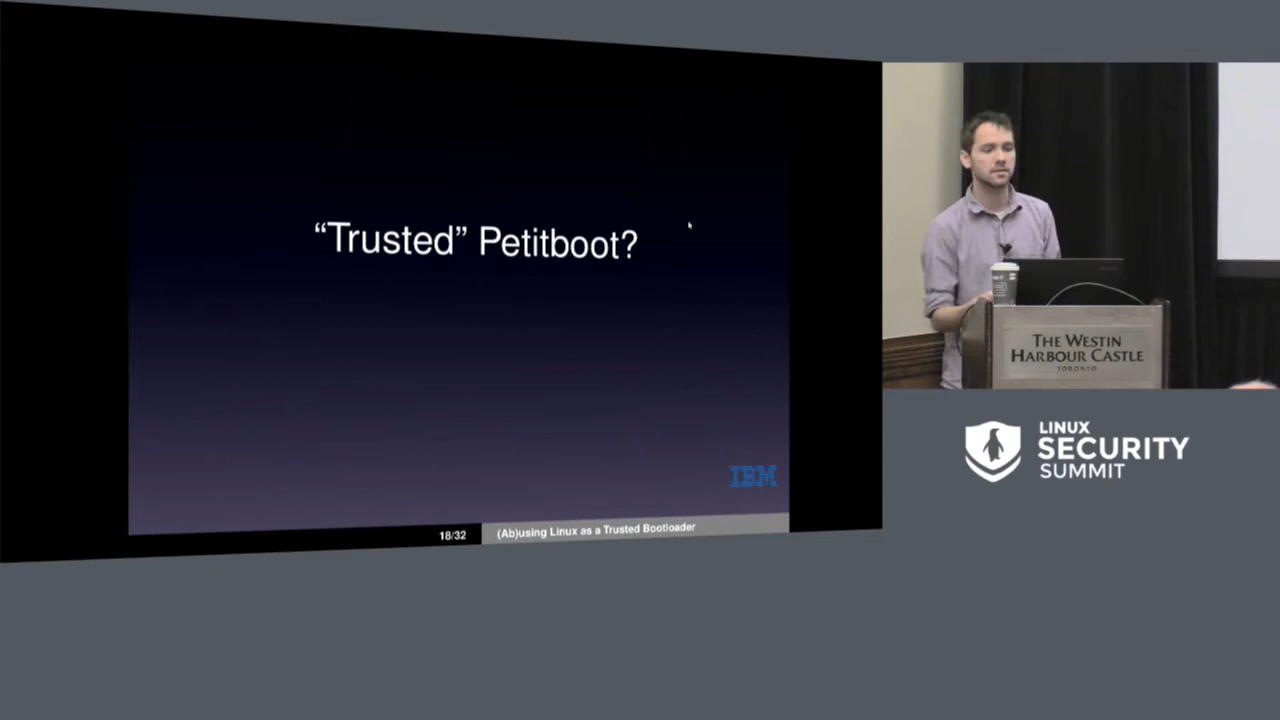 “Trusted” Petitboot?
IBM
18/32
(Ab)using Linux as a Trusted Bootloader
THE WESTIN
HARBOUR CASTLE
TORONTO
LINUX
SECURITY
SUMMIT